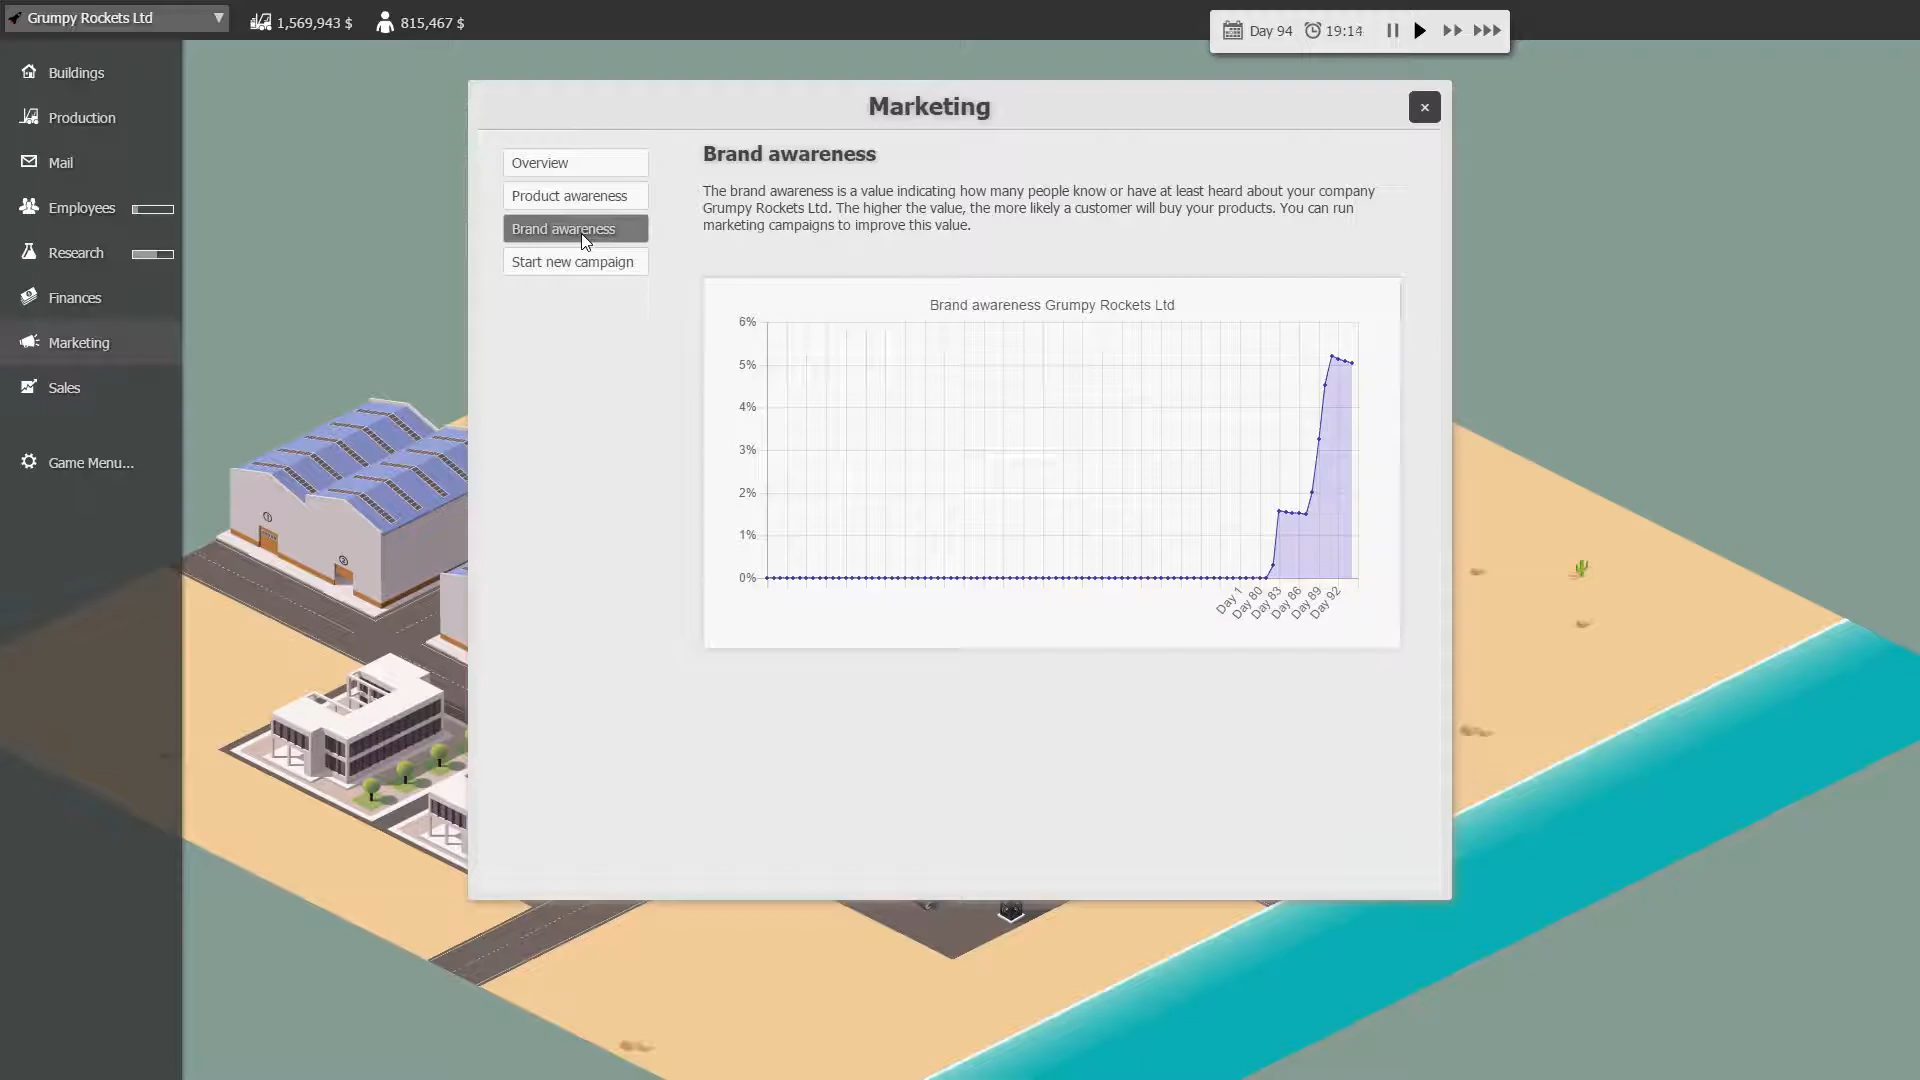 Grumpy Rockets Ltd
1,569,943 $
815,467 $
Day 94
19:14
Buildings
Production
Mail
Employees
Research
Finances
Marketing
Sales
Game Menu...
Marketing
×
Overview
Product awareness
Brand awareness
Start new campaign
Brand awareness
The brand awareness is a value indicating how many people know or have at least heard about your company
Grumpy Rockets Ltd. The higher the value, the more likely a customer will buy your products. You can run
marketing campaigns to improve this value.
Brand awareness Grumpy Rockets Ltd
6%
5%
4%
3%
2%
1%
0%
Day 1
Day 80
Day 83
Day 86
Day 89
Day 92